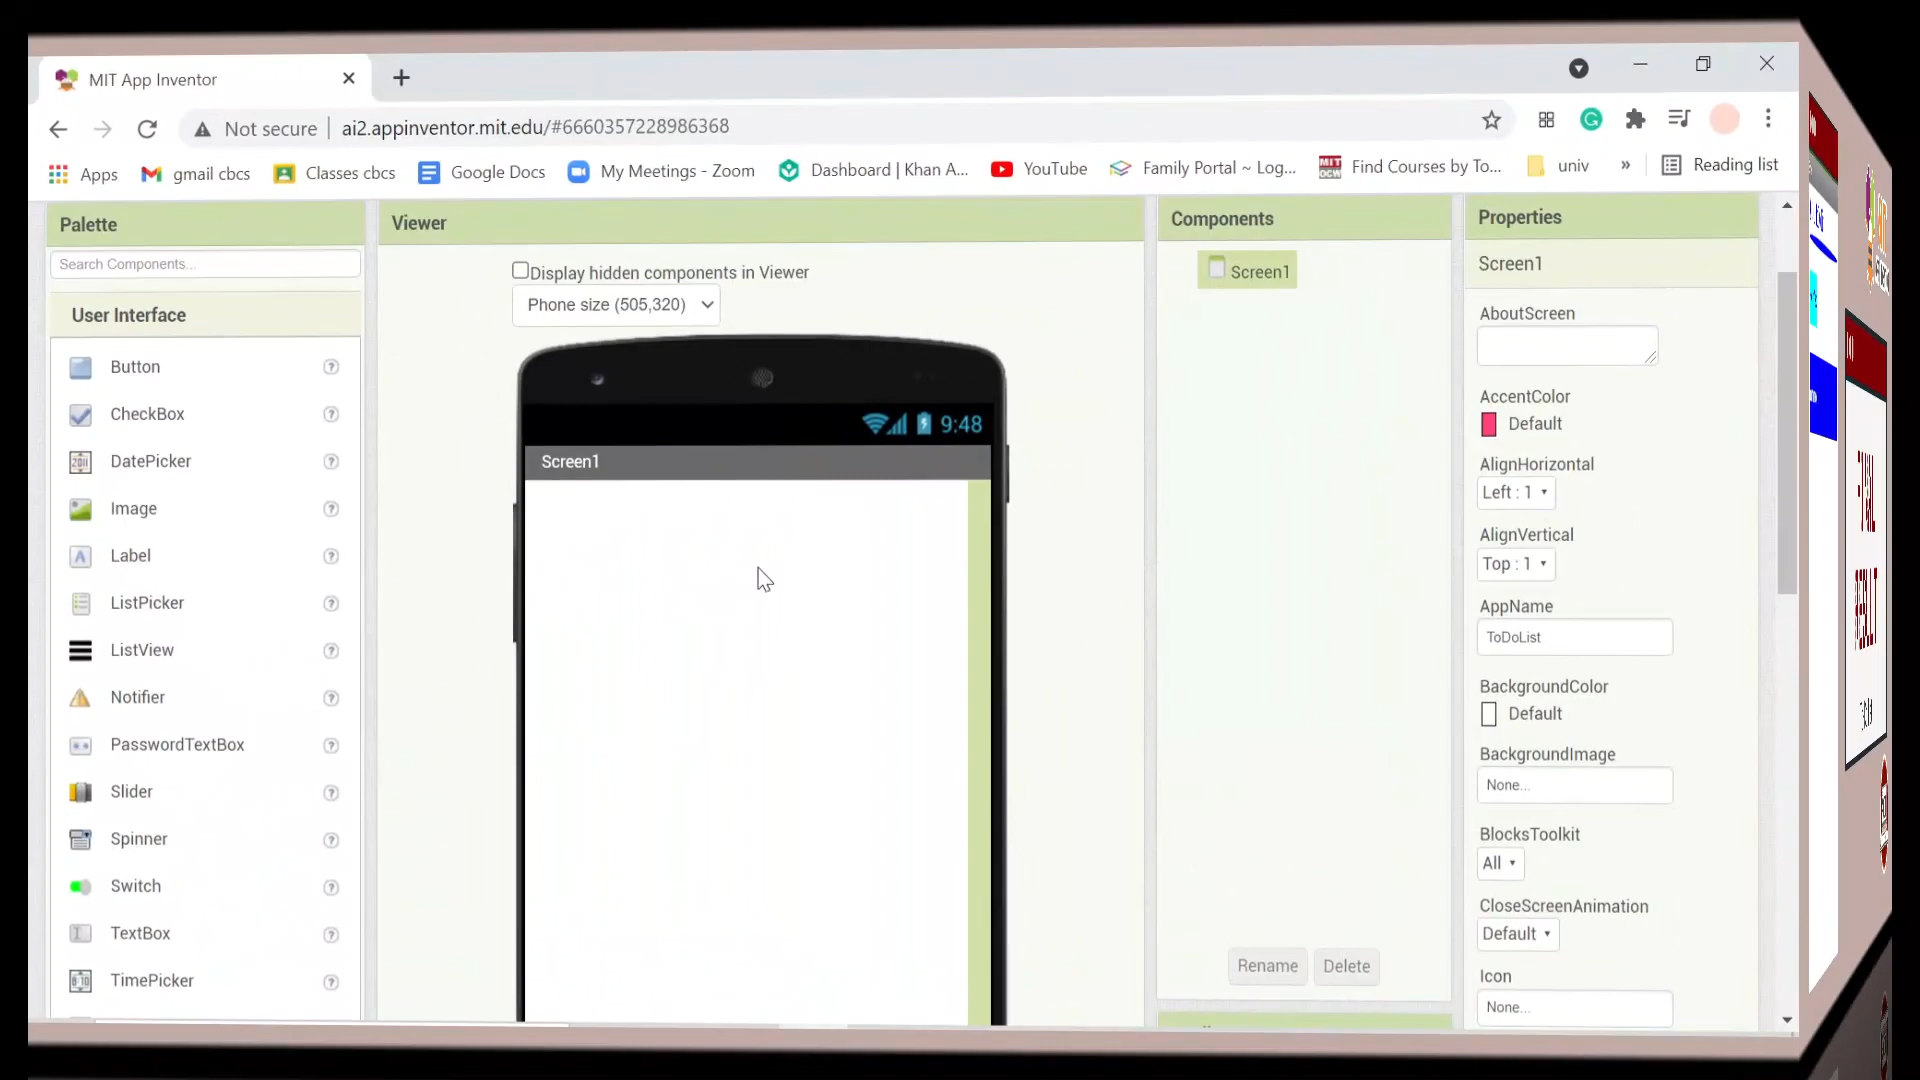 MIT App Inventor
Not secure
ai2.appinventor.mit.edu/#6660357228986368
Apps
gmail cbcs
Classes cbcs
Google Docs
My Meetings - Zoom
Dashboard | Khan A...
YouTube
Family Portal ~ Log...
Find Courses by To...
univ
»
Reading list
Palette
Viewer
Components
Properties
Search Components...
Display hidden components in Viewer
Screen1
Screen1
Phone size (505,320)
User Interface
AboutScreen
Button
CheckBox
DatePicker
Image
Label
ListPicker
ListView
Notifier
PasswordTextBox
Slider
Spinner
Switch
TextBox
TimePicker
9:48
Screen1
AccentColor
Default
AlignHorizontal
Left : 1
AlignVertical
Top : 1
AppName
ToDoList
BackgroundColor
Default
BackgroundImage
None...
BlocksToolkit
All
CloseScreenAnimation
Default
Icon
None...
Rename
Delete